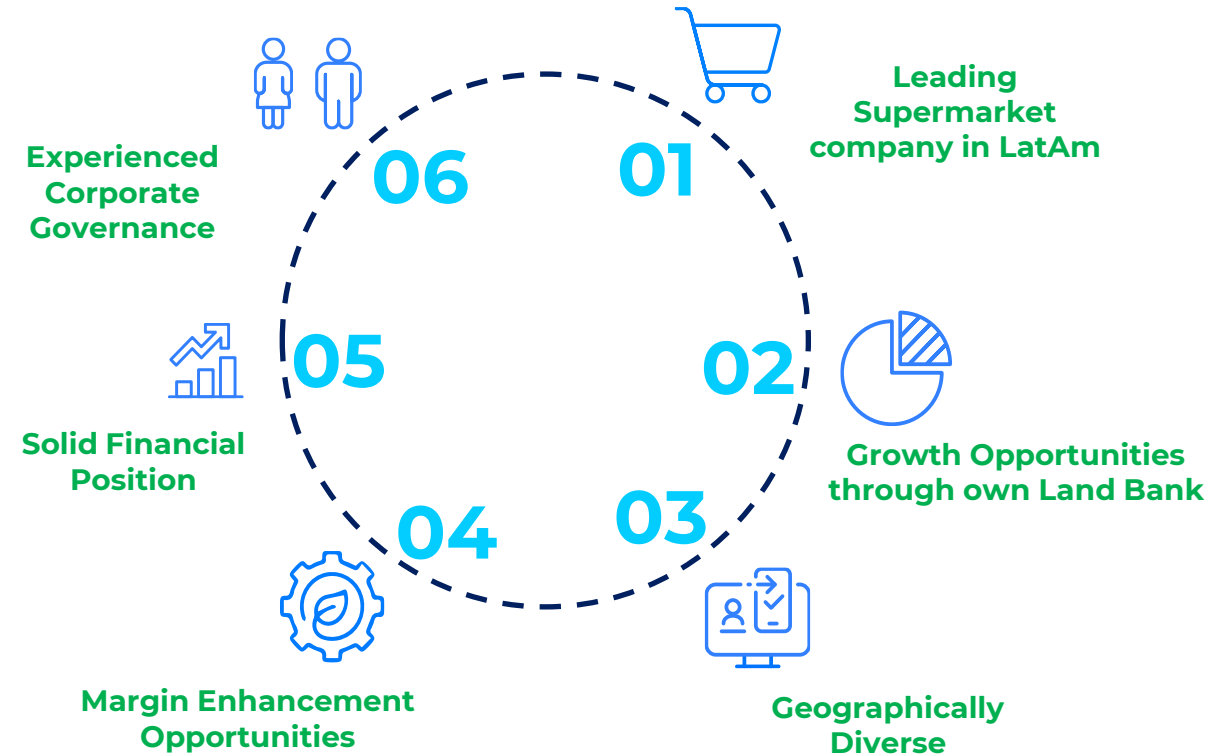 01
Leading
Supermarket
company in LatAm
02
Growth Opportunities
through own Land Bank
03
Geographically
Diverse
04
Margin Enhancement
Opportunities
05
Solid Financial
Position
06
Experienced
Corporate
Governance